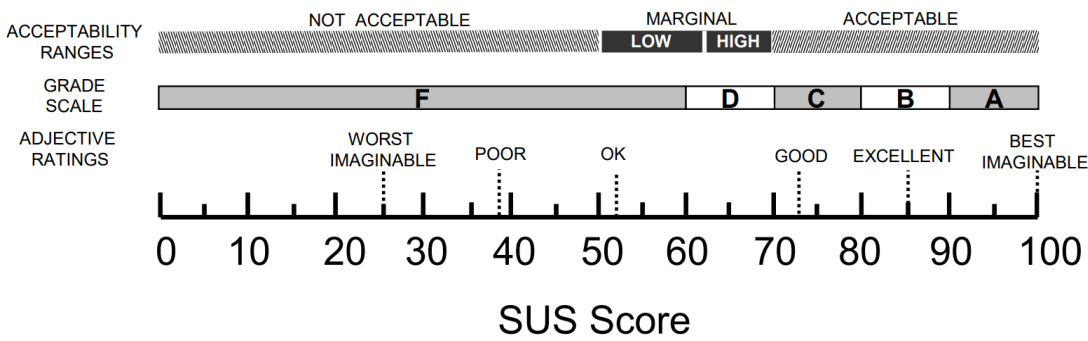 NOT ACCEPTABLE MARGINAL ACCEPTABLE
ACCEPTABILITY
RANGES
LOW HIGH
GRADE
SCALE
F D C B A
ADJECTIVE
RATINGS
WORST
IMAGINABLE
POOR
OK
GOOD
EXCELLENT
BEST
IMAGINABLE
0 10 20 30 40 50 60 70 80 90 100
SUS Score